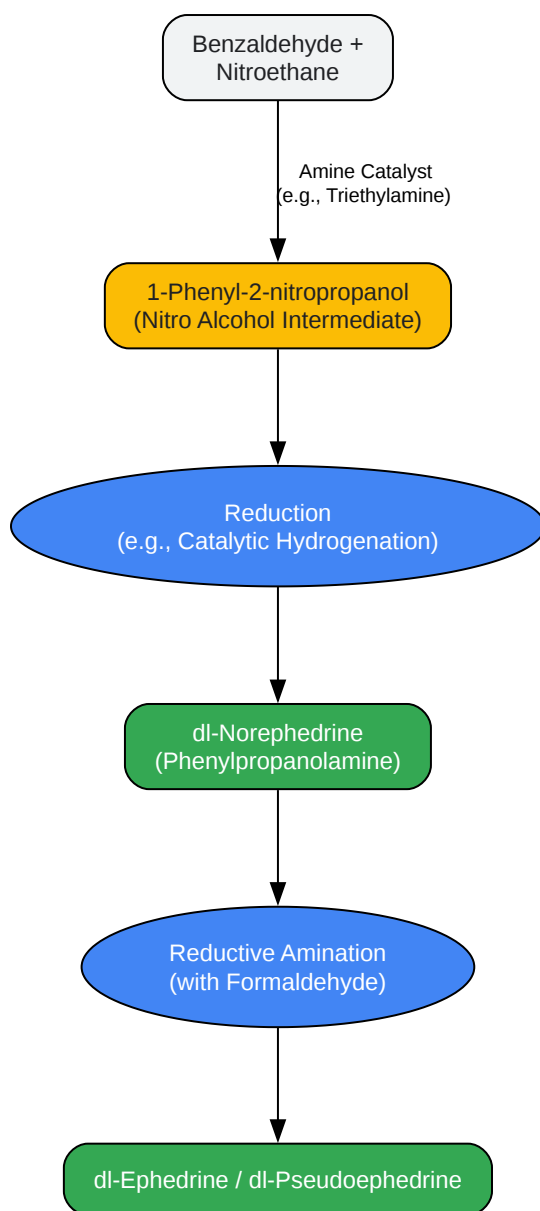 Benzaldehyde +
Nitroethane
Amine Catalyst
(e.g., Triethylamine)
1-Phenyl-2-nitropropanol
(Nitro Alcohol Intermediate)
Reduction
(e.g., Catalytic Hydrogenation)
dl-Norephedrine
(Phenylpropanolamine)
Reductive Amination
(with Formaldehyde)
dl-Ephedrine / dl-Pseudoephedrine